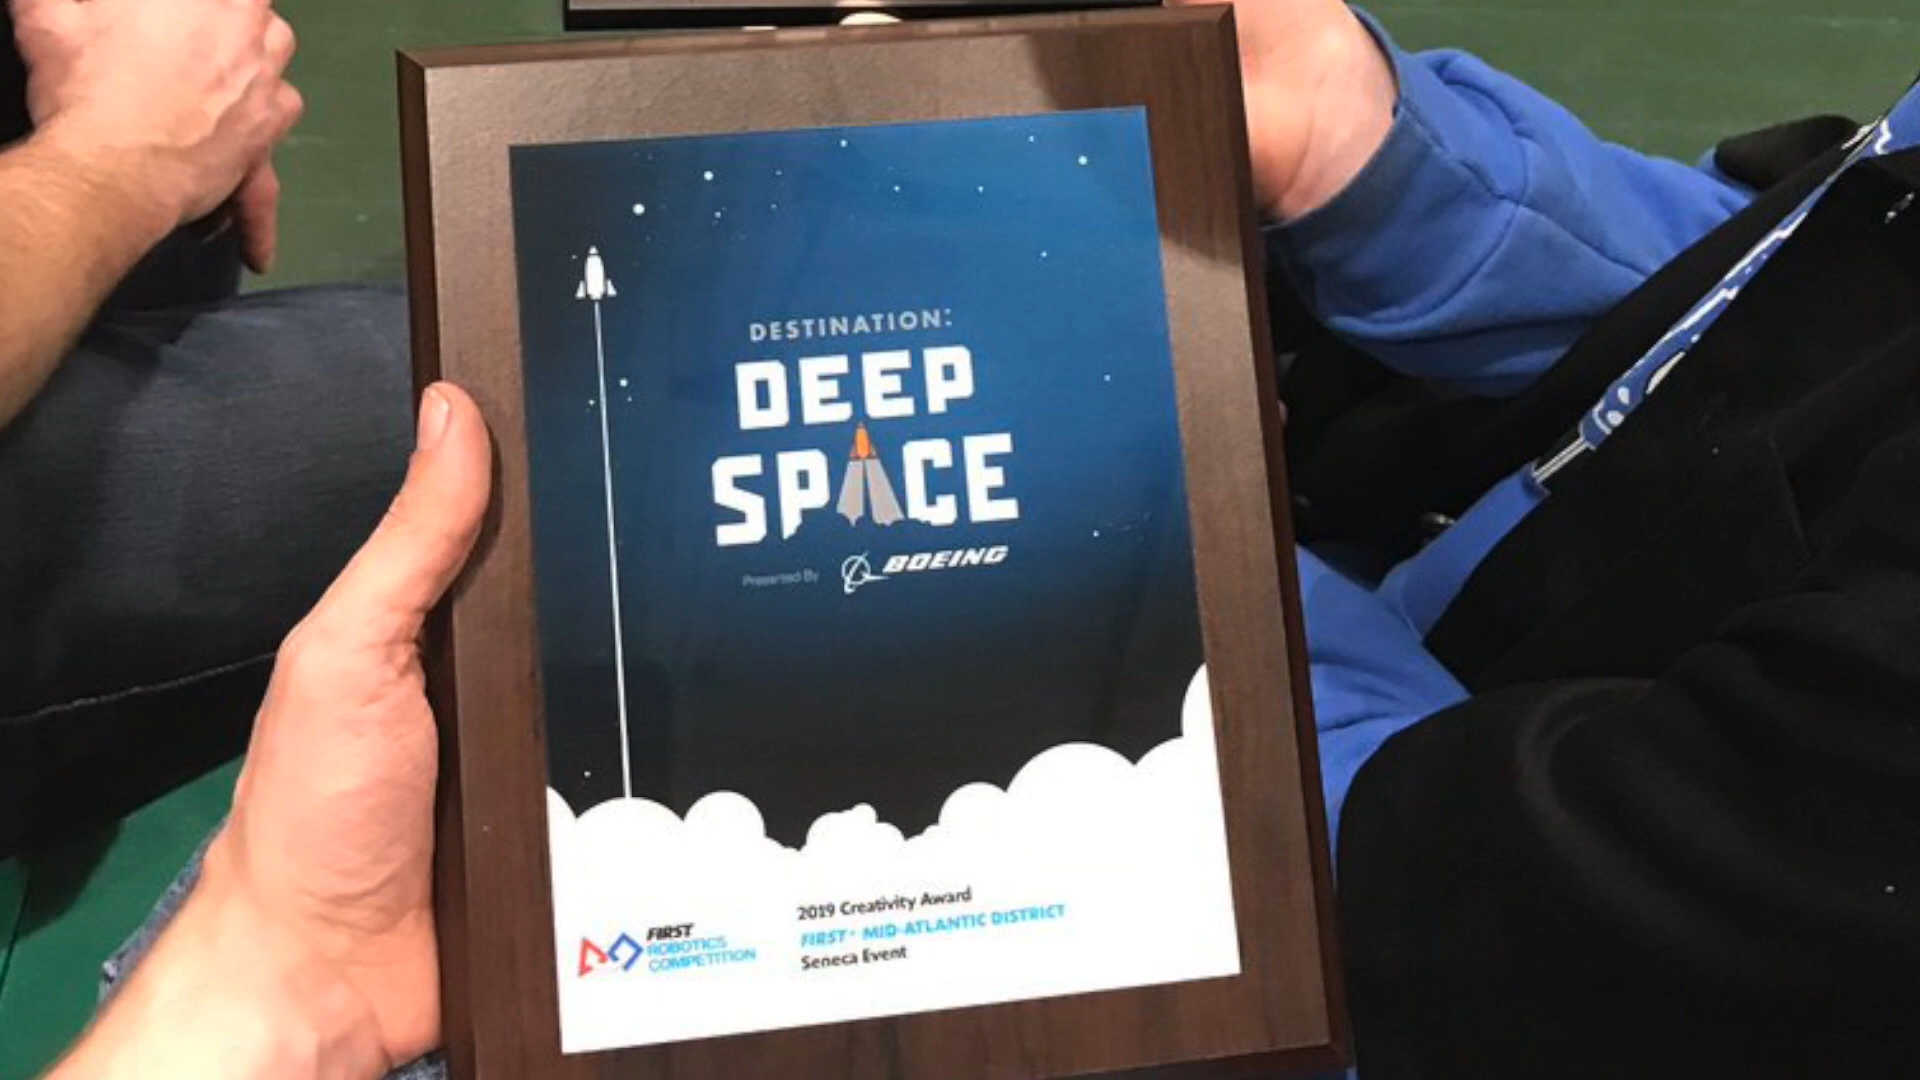 DESTINATION:
DEEP
SPACE
Presented By BOEING
FIRST
ROBOTICS
COMPETITION
2019 Creativity Award
FIRST® MID-ATLANTIC DISTRICT
Seneca Event